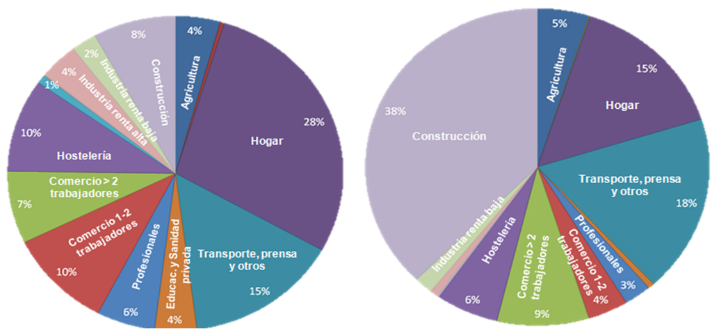 8%
4%
2%
4%
1%
Construcción
Agricultura
Industria renta baja
Industria renta alta
28%
Hogar
10%
Hostelería
Comercio > 2
trabajadores
7%
Comercio 1-2
trabajadores
10%
Profesionales
6%
Educac. y Sanidad
privada
4%
Transporte, prensa
y otros
15%
5%
Agricultura
15%
Hogar
38%
Construcción
Transporte, prensa
y otros
18%
Industria renta baja
Hostelería
6%
Comercio > 2
trabajadores
9%
Comercio 1-2
trabajadores
4%
Profesionales
3%